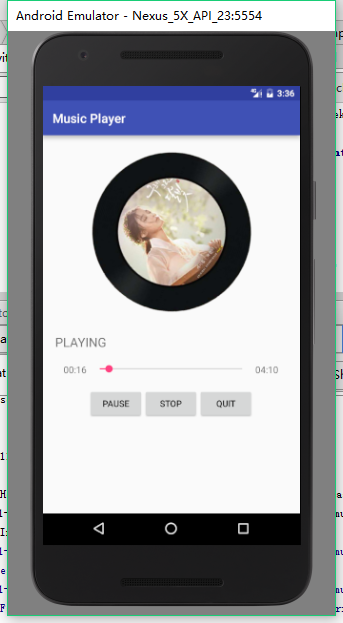 Android Emulator - Nexus_5X_API_23:5554
3:36
Music Player
PLAYING
00:16
04:10
PAUSE STOP QUIT